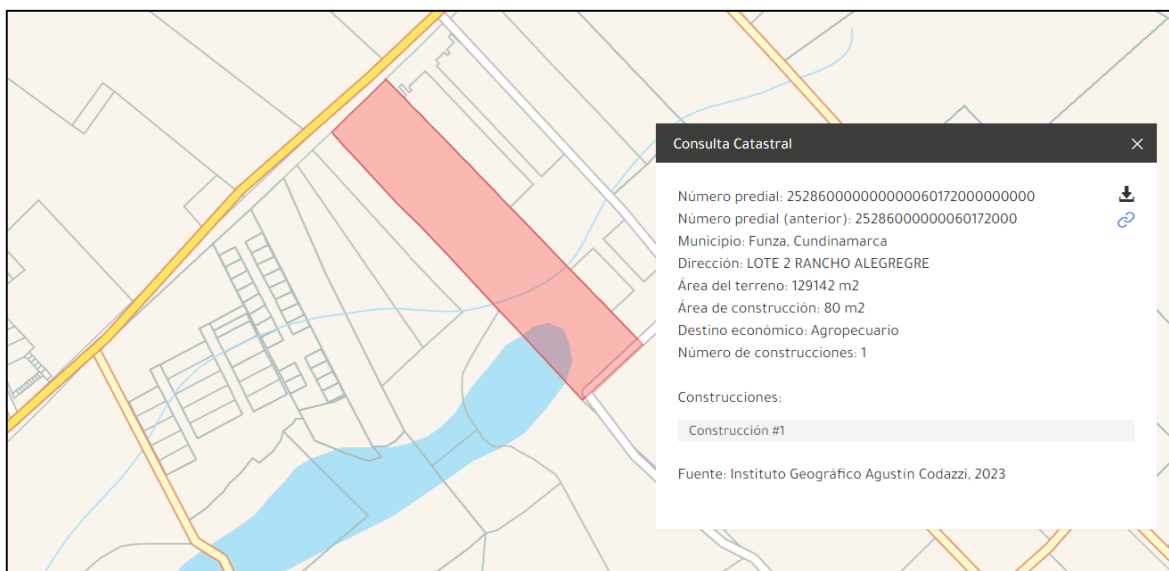 Consulta Catastral
Número predial: 252860000000000060172000000000
Número predial (anterior): 25286000000060172000
Municipio: Funza, Cundinamarca
Dirección: LOTE 2 RANCHO ALEGREGRE
Área del terreno: 129142 m2
Área de construcción: 80 m2
Destino económico: Agropecuario
Número de construcciones: 1
Construcciones:
Construcción #1
Fuente: Instituto Geográfico Agustín Codazzi, 2023